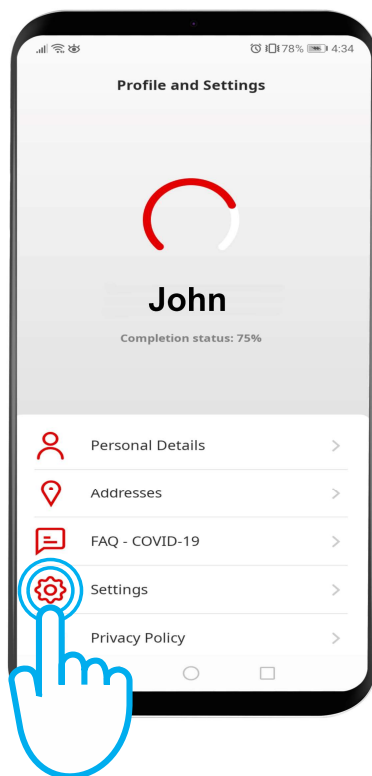 78% 4:34
Profile and Settings
John
Completion status: 75%
Personal Details
Addresses
FAQ - COVID-19
Settings
Privacy Policy